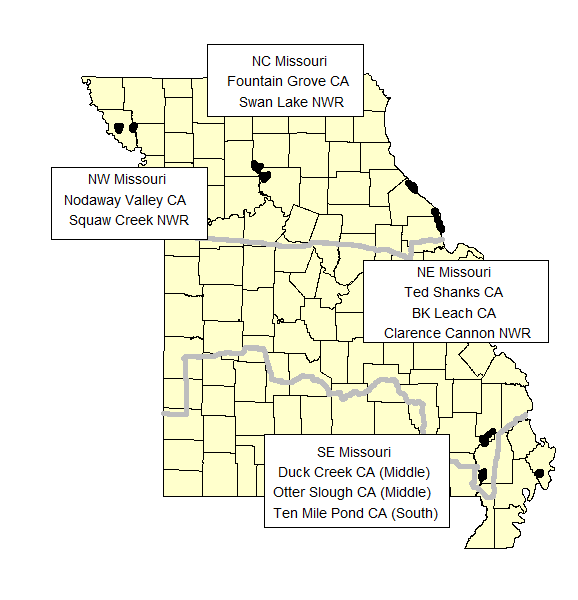 NC Missouri
Fountain Grove CA
Swan Lake NWR
NW Missouri
Nodaway Valley CA
Squaw Creek NWR
NE Missouri
Ted Shanks CA
BK Leach CA
Clarence Cannon NWR
SE Missouri
Duck Creek CA (Middle)
Otter Slough CA (Middle)
Ten Mile Pond CA (South)